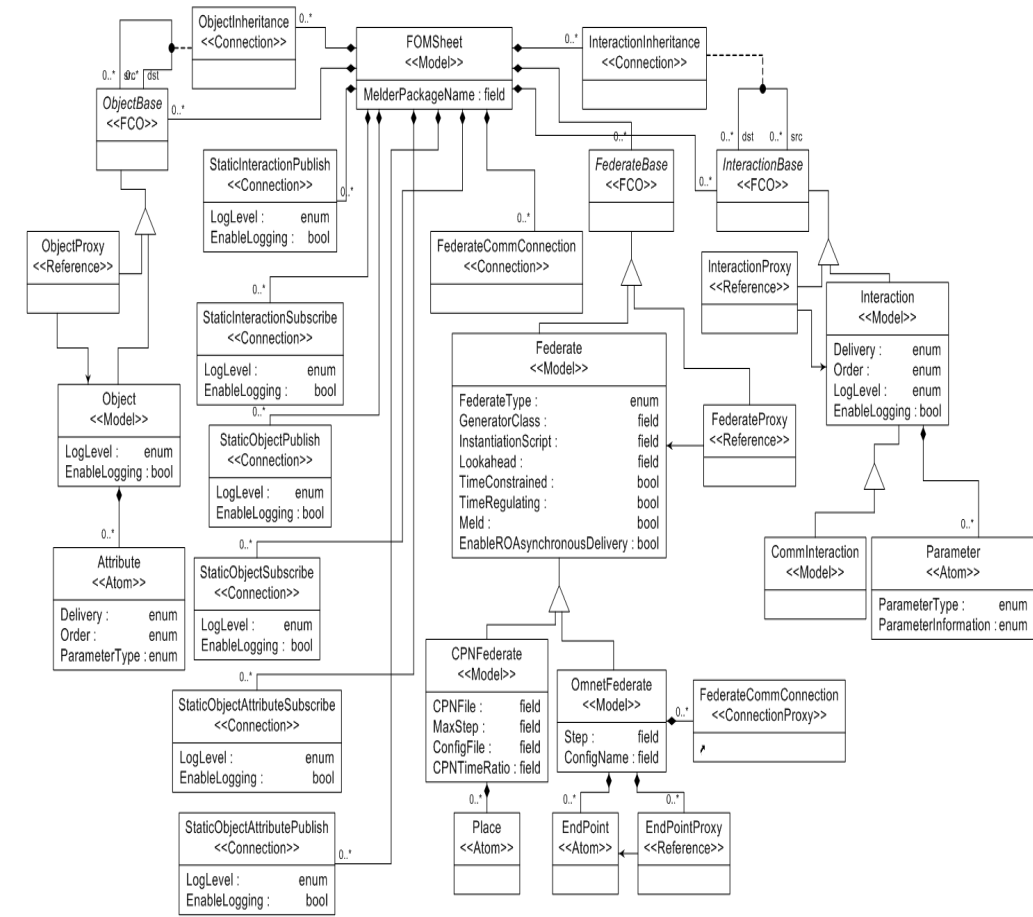 ObjectInheritance
<<Connection>>
0..*
FOMSheet
<<Model>>
MelderPackageName : field
0..*
InteractionInheritance
<<Connection>>
0..*
src
0..*
dst
ObjectBase
<<FCO>>
0..*
StaticInteractionPublish
<<Connection>>
LogLevel : enum
EnableLogging : bool
0..*
0..*
FederateBase
<<FCO>>
0..* dst
0..* src
0..*
InteractionBase
<<FCO>>
ObjectProxy
<<Reference>>
0..*
FederateCommConnection
<<Connection>>
InteractionProxy
<<Reference>>
Interaction
<<Model>>
Delivery : enum
Order : enum
LogLevel : enum
EnableLogging : bool
0..*
StaticInteractionSubscribe
<<Connection>>
LogLevel : enum
EnableLogging : bool
Federate
<<Model>>
FederateType : enum
GeneratorClass : field
InstantiationScript : field
Lookahead : field
TimeConstrained : bool
TimeRegulating : bool
Meld : bool
EnableROAsynchronousDelivery : bool
FederateProxy
<<Reference>>
Object
<<Model>>
LogLevel : enum
EnableLogging : bool
0..*
StaticObjectPublish
<<Connection>>
LogLevel : enum
EnableLogging : bool
0..*
Attribute
<<Atom>>
Delivery : enum
Order : enum
ParameterType : enum
0..*
StaticObjectSubscribe
<<Connection>>
LogLevel : enum
EnableLogging : bool
CommInteraction
<<Model>>
0..*
Parameter
<<Atom>>
ParameterType : enum
ParameterInformation : enum
0..*
StaticObjectAttributeSubscribe
<<Connection>>
LogLevel : enum
EnableLogging : bool
CPNFederate
<<Model>>
CPNFile : field
MaxStep : field
ConfigFile : field
CPNTimeRatio : field
OmnetFederate
<<Model>>
Step : field
ConfigName : field
0..*
FederateCommConnection
<<ConnectionProxy>>
StaticObjectAttributePublish
<<Connection>>
LogLevel : enum
EnableLogging : bool
0..*
0..*
Place
<<Atom>>
0..*
EndPoint
<<Atom>>
0..*
EndPointProxy
<<Reference>>